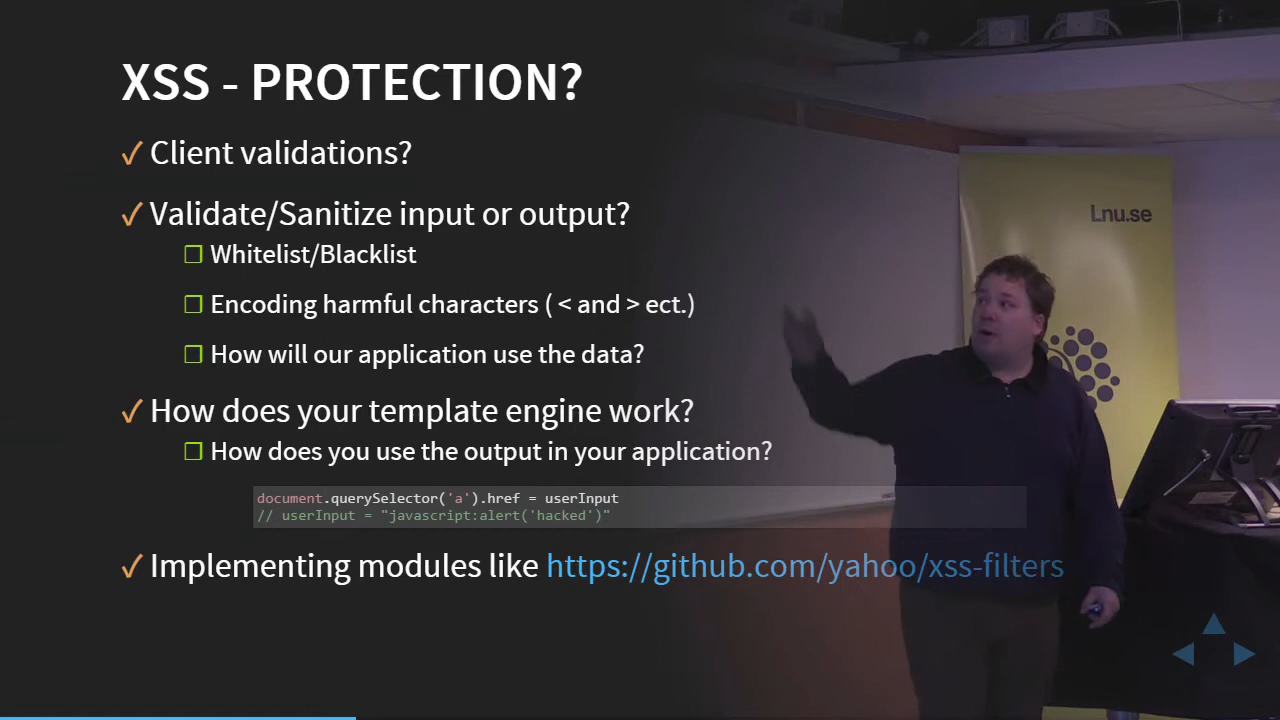 XSS - PROTECTION?
✓ Client validations?
✓ Validate/Sanitize input or output?
❐ Whitelist/Blacklist
❐ Encoding harmful characters ( < and > ect.)
❐ How will our application use the data?
✓ How does your template engine work?
❐ How does you use the output in your application?
document.querySelector('a').href = userInput
// userInput = "javascript:alert('hacked')"
✓ Implementing modules like https://github.com/yahoo/xss-filters
Lnu.se